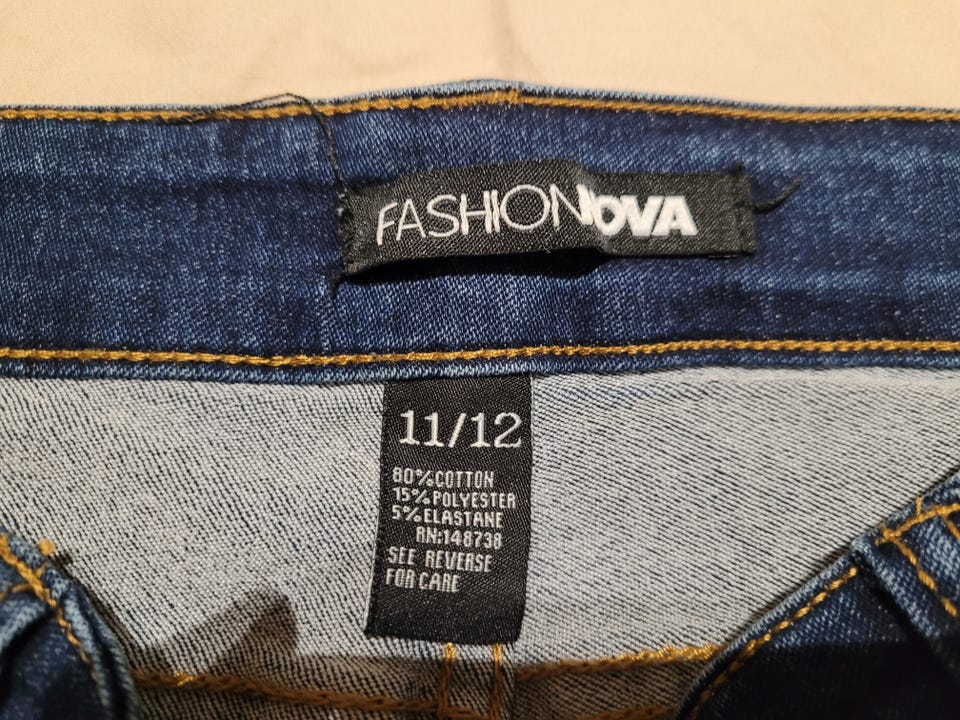 FASHIONNOVA
11/12
80%COTTON
15%POLYESTER
5%ELASTANE
RN:148738
SEE REVERSE
FOR CARE